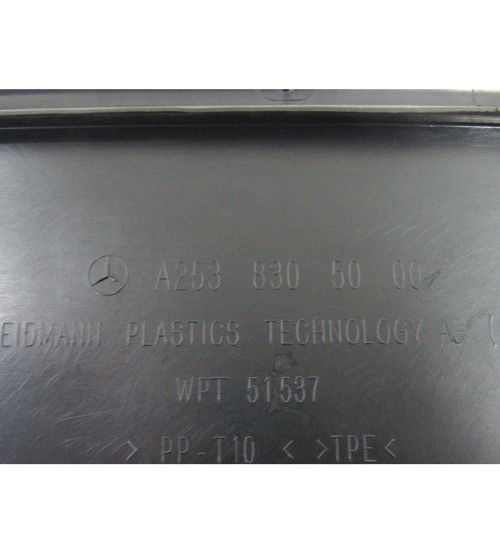 A253 830 50 00
EIDMANN PLASTICS TECHNOLOGY
WPT 51537
> PP-T10 < >TPE<